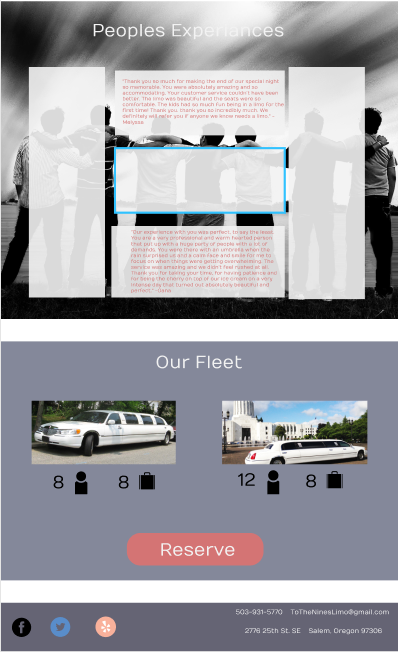 Peoples Experiances
"Thank you so much for making the end of our special night
so memorable. You were absolutely amazing and so
accommodating. Your customer service couldn't have been
better. The limo was beautiful and the seats were so
comfortable. The kids had so much fun being in a limo for the
first time! Thank you, thank you so incredibly much. We
definitely will refer you if anyone we know needs a limo." -
Melyssa
"Our experience with you was perfect, to say the least.
You are a very professional and warm hearted person
that put up with a huge party of people with a lot of
demands. You were there with an umbrella when the
rain surprised us and a calm face and smile for me to
focus on when things were getting overwhelming. The
service was amazing and we didn't feel rushed at all.
Thank you for taking your time, for having patience and
for being the cherry on top of our ice cream on a very
intense day that turned out absolutely beautiful and
perfect." -Dana
Our Fleet
8 8
12 8
Reserve
503-931-5770 ToTheNinesLimo@gmail.com
2776 25th St. SE Salem, Oregon 97306